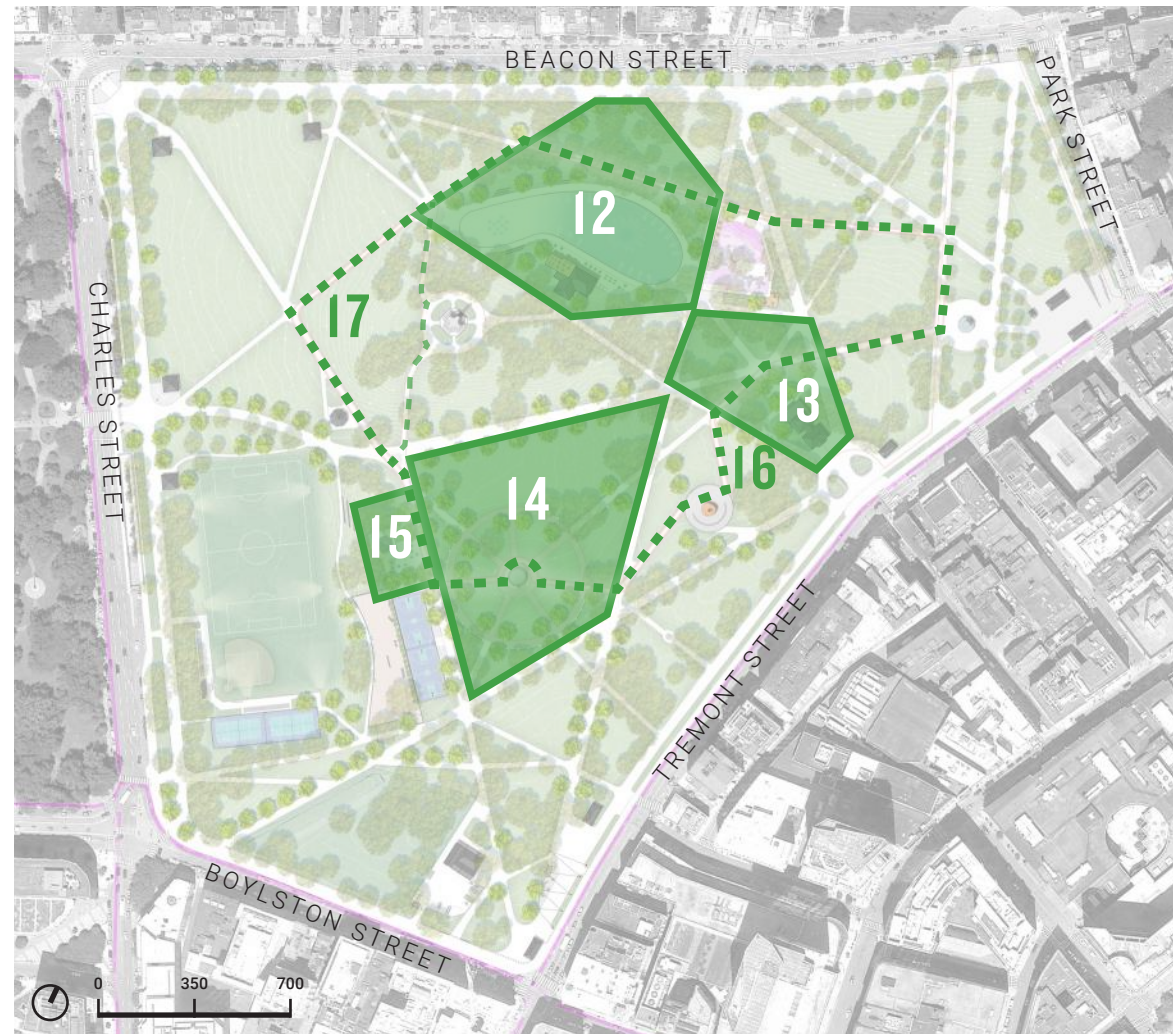 BEACON STREET
PARK STREET
12
17
CHARLES STREET
13
16
14
15
TREMONT STREET
BOYLSTON STREET
0 350 700